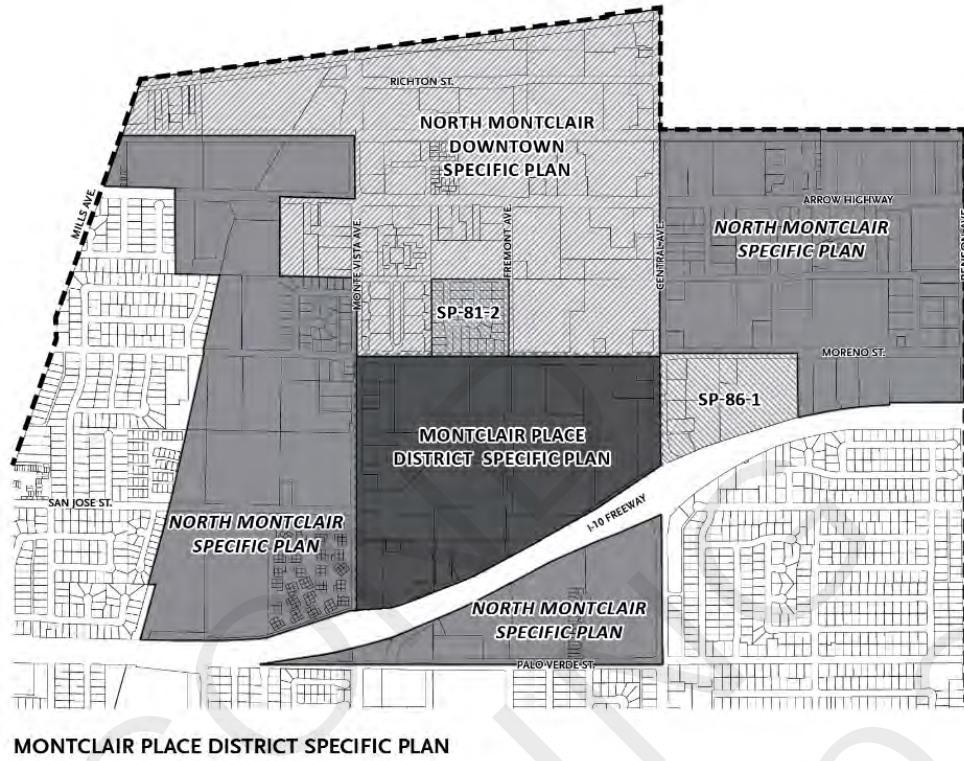 RICHTON ST.
NORTH MONTCLAIR
DOWNTOWN
SPECIFIC PLAN
MILLS AVE.
ARROW HIGHWAY
MONTE VISTA AVE.
FREMONT AVE.
CENTRAL AVE.
BENSON AVE.
NORTH MONTCLAIR
SPECIFIC PLAN
SP-81-2
MORENO ST.
SP-86-1
MONTCLAIR PLACE
DISTRICT SPECIFIC PLAN
SAN JOSE ST.
NORTH MONTCLAIR
SPECIFIC PLAN
I-10 FREEWAY
NORTH MONTCLAIR
SPECIFIC PLAN
PALO VERDE ST.
MONTCLAIR PLACE DISTRICT SPECIFIC PLAN